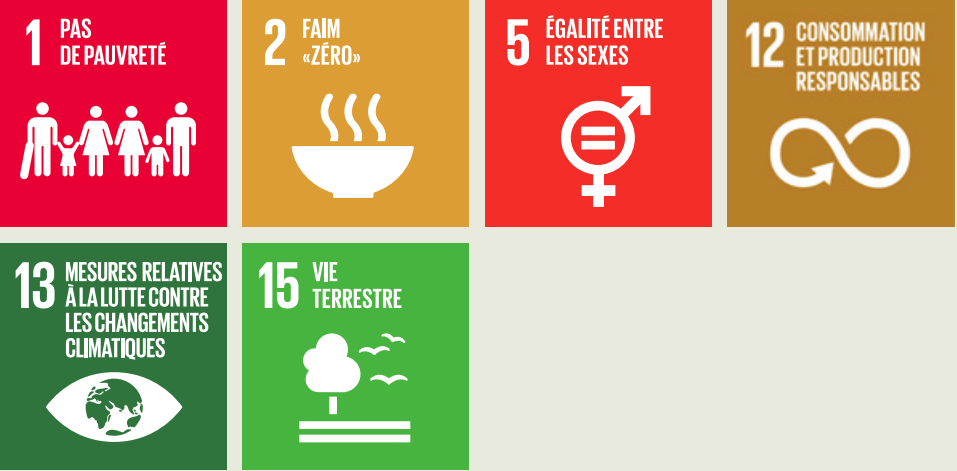 1 PAS
DE PAUVRETÉ
2 FAIM
«ZÉRO»
5 ÉGALITÉ ENTRE
LES SEXES
12 CONSOMMATION
ET PRODUCTION
RESPONSABLES
13 MESURES RELATIVES
À LA LUTTE CONTRE
LES CHANGEMENTS
CLIMATIQUES
15 VIE
TERRESTRE